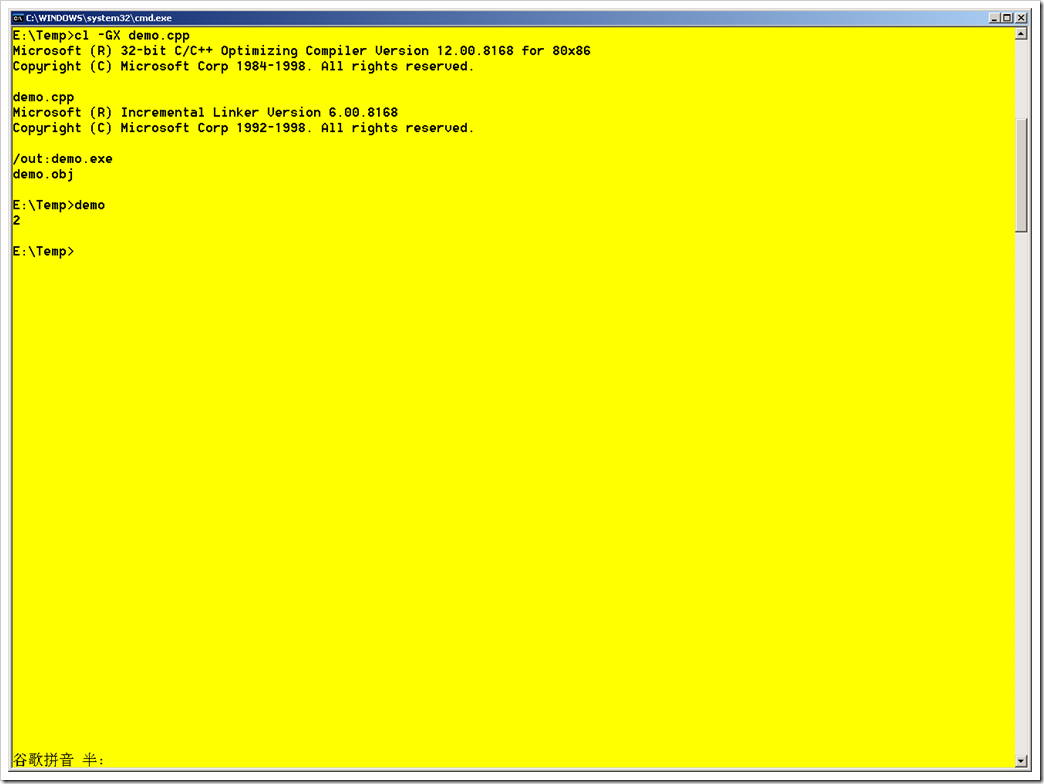 C:\WINDOWS\system32\cmd.exe
E:\Temp>cl -GX demo.cpp
Microsoft (R) 32-bit C/C++ Optimizing Compiler Version 12.00.8168 for 80x86
Copyright (C) Microsoft Corp 1984-1998. All rights reserved.
demo.cpp
Microsoft (R) Incremental Linker Version 6.00.8168
Copyright (C) Microsoft Corp 1992-1998. All rights reserved.
/out:demo.exe
demo.obj
E:\Temp>demo
2
E:\Temp>
谷歌拼音 半: